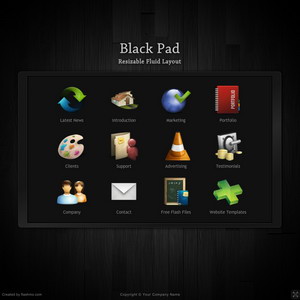 Black Pad
Resizable Fluid Layout
PORTFOLIO
Latest News
Introduction
Marketing
Portfolio
Clients
Support
advertising
Testimonials
Company
Contact
Free Flash Files
Website Templates
Copyright © Your Company Name